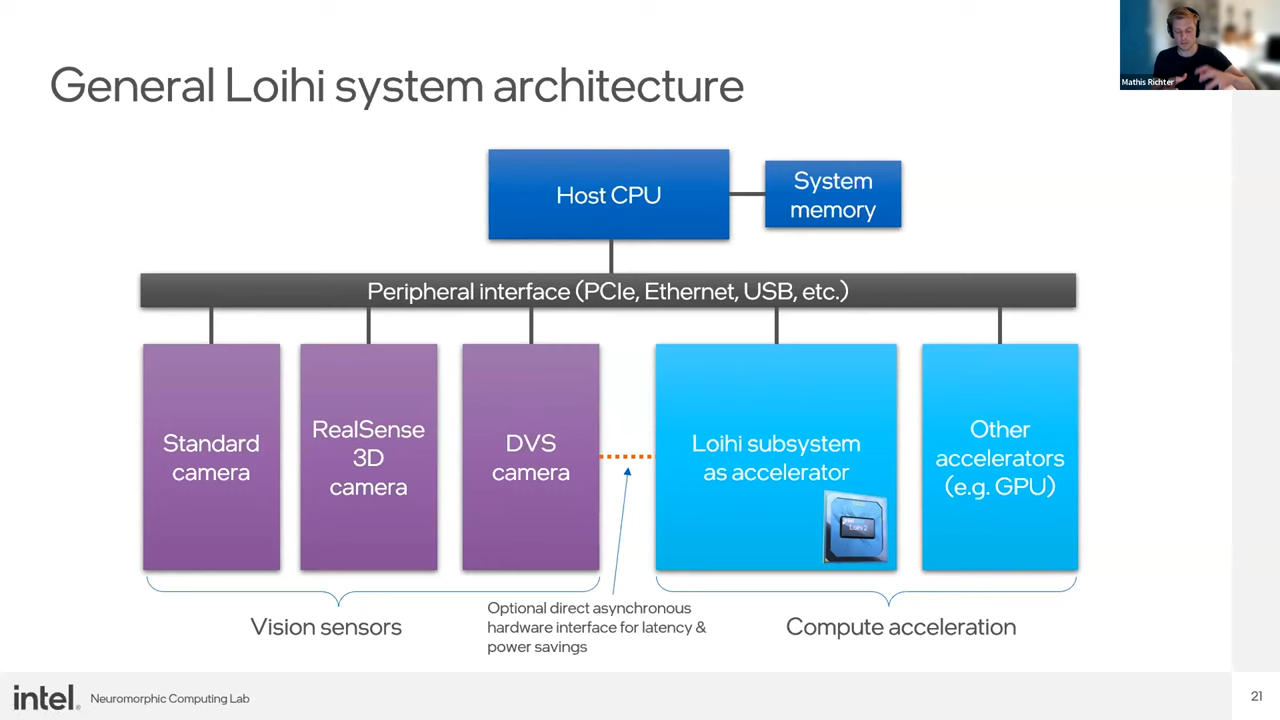 Mathis Richter
General Loihi system architecture
Host CPU
System
memory
Peripheral interface (PCIe, Ethernet, USB, etc.)
Standard
camera
RealSense
3D
camera
DVS
camera
Loihi subsystem
as accelerator
Loihi 2
Other
accelerators
(e.g. GPU)
Vision sensors
Optional direct asynchronous
hardware interface for latency &
power savings
Compute acceleration
intel.
Neuromorphic Computing Lab
21